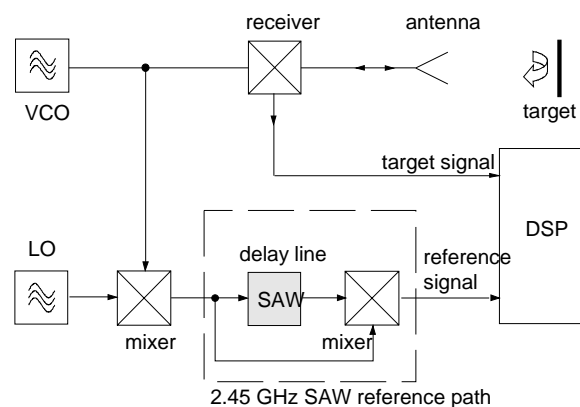 receiver
antenna
VCO
target
target signal
LO
delay line
DSP
reference
signal
SAW
mixer
mixer
2.45 GHz SAW reference path